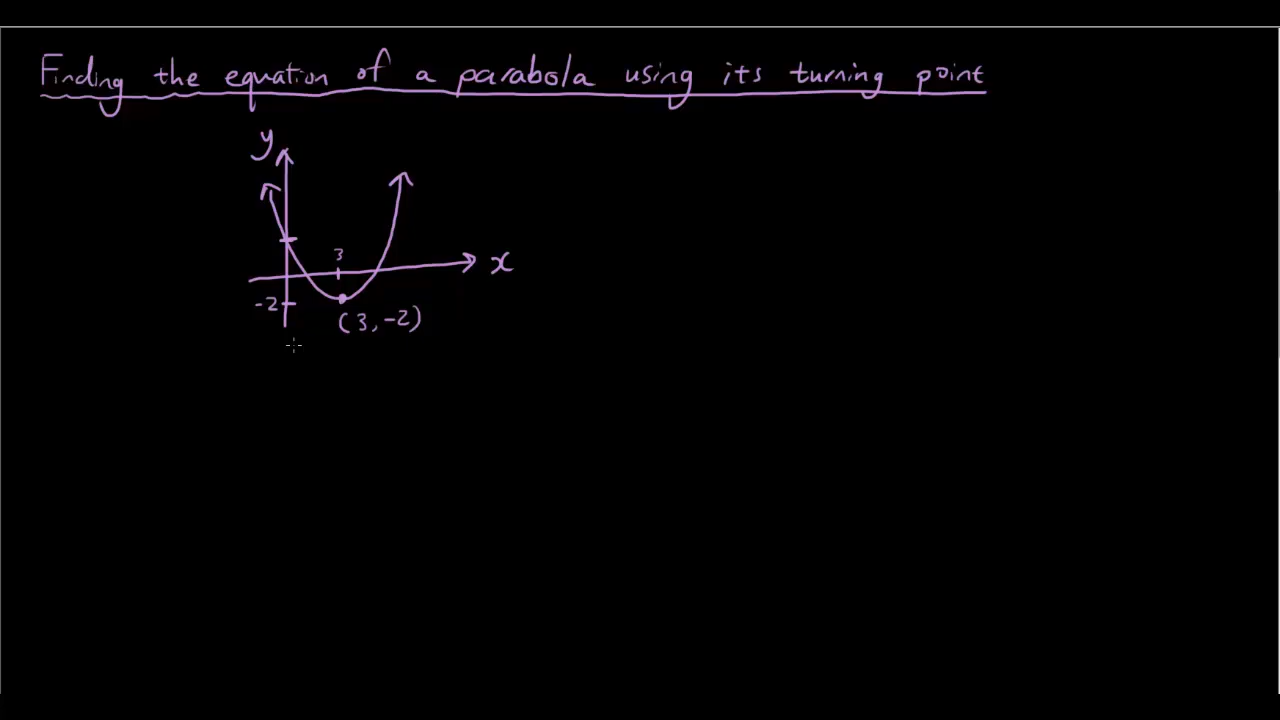 Finding the equation of a parabola using its turning point
y
3
x
-2
(3, -2)